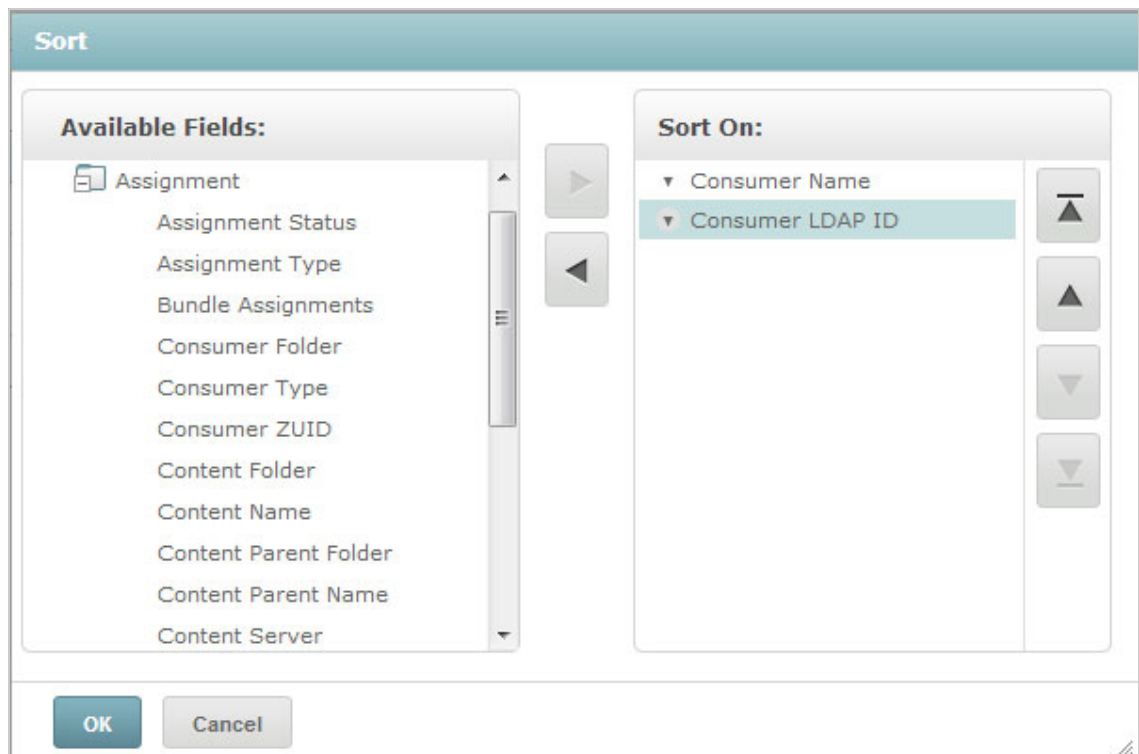 Sort
Available Fields:
Assignment
Assignment Status
Assignment Type
Bundle Assignments
Consumer Folder
Consumer Type
Consumer ZUID
Content Folder
Content Name
Content Parent Folder
Content Parent Name
Content Server
Sort On:
Consumer Name
Consumer LDAP ID
OK
Cancel